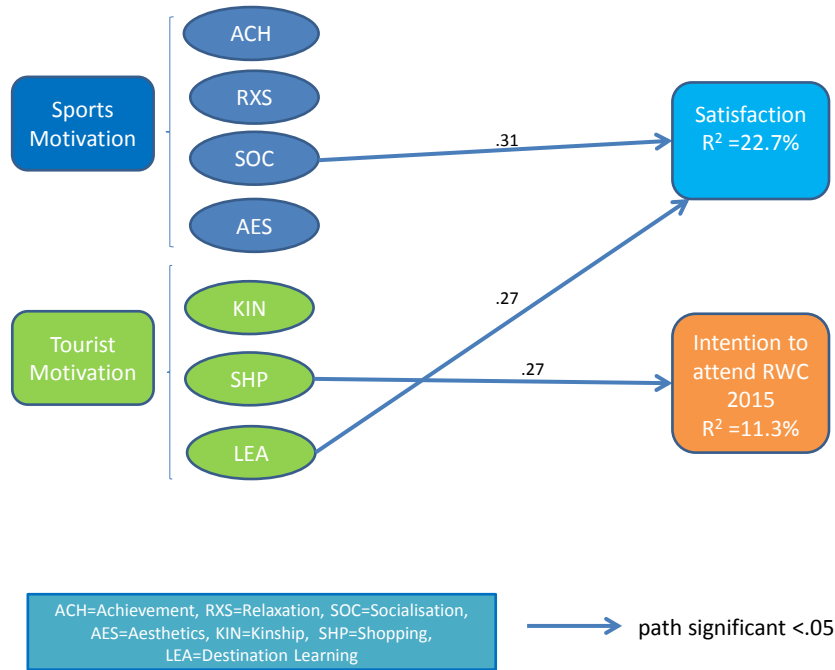 ACH
RXS
Sports
Motivation
SOC
AES
.31
Satisfaction
R² =22.7%
KIN
Tourist
Motivation
SHP
LEA
.27
.27
Intention to
attend RWC
2015
R² =11.3%
ACH=Achievement, RXS=Relaxation, SOC=Socialisation,
AES=Aesthetics, KIN=Kinship, SHP=Shopping,
LEA=Destination Learning
path significant <.05